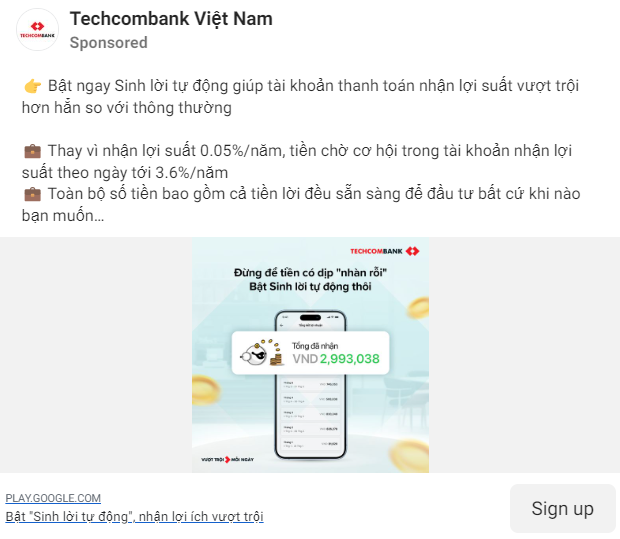 TECHCOMBANK
Techcombank Việt Nam
Sponsored
👉 Bật ngay Sinh lời tự động giúp tài khoản thanh toán nhận lợi suất vượt trội
hơn hẳn so với thông thường
💼 Thay vì nhận lợi suất 0.05%/năm, tiền chờ cơ hội trong tài khoản nhận lợi
suất theo ngày tới 3.6%/năm
💼 Toàn bộ số tiền bao gồm cả tiền lời đều sẵn sàng để đầu tư bất cứ khi nào
bạn muốn…
TECHCOMBANK
Đừng để tiền có dịp "nhàn rỗi"
Bật Sinh lời tự động thôi
Tổng đã nhận
VND 2,993,038
VƯỢT TRỘI MỖI NGÀY
PLAY.GOOGLE.COM
Bật "Sinh lời tự động", nhận lợi ích vượt trội
Sign up